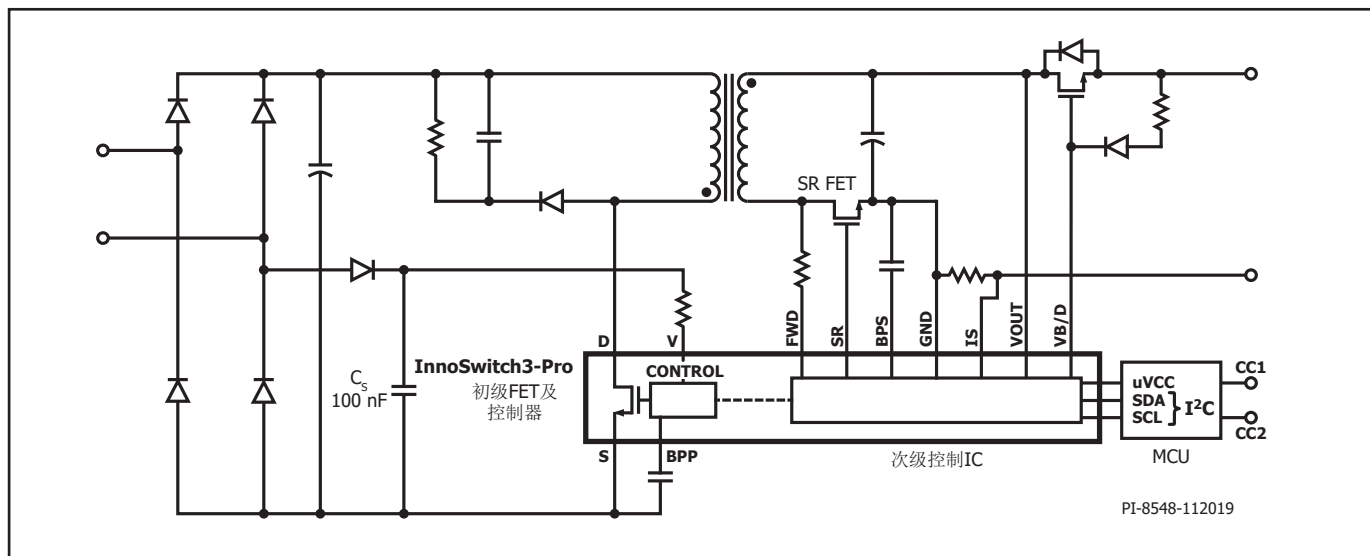 SR FET
FWD
SR
BPS
GND
IS
VOUT
VB/D
D
V
InnoSwitch3-Pro
初级FET及
控制器
CONTROL
C_S
100 nF
uVCC
SDA
SCL
I²C
CC1
CC2
S
BPP
次级控制IC
MCU
PI-8548-112019